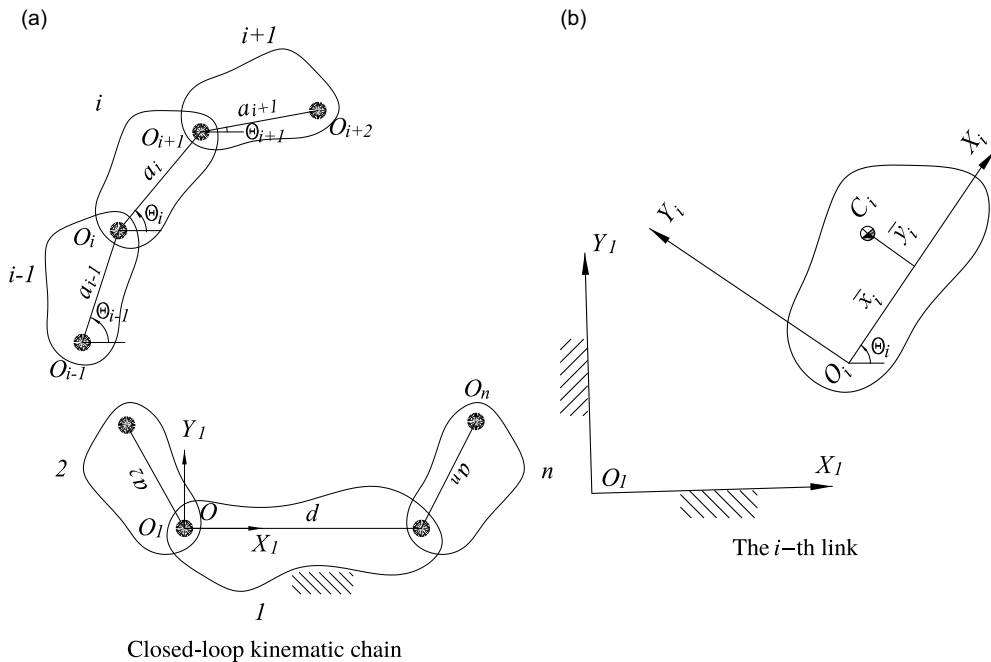 (a)
i+1
i
a_{i+1}
O_{i+1}
Θ_{i+1}
O_{i+2}
a_i
Θ_i
O_i
i-1
a_{i-1}
Θ_{i-1}
O_{i-1}
O_n
Y_1
2
a_2
a_n
n
O_1
O
d
X_1
1
Closed-loop kinematic chain
(b)
X_i
Y_i
C_i
y̅_i
Y_1
x̅_i
Θ_i
O_i
O_1
X_1
The i–th link